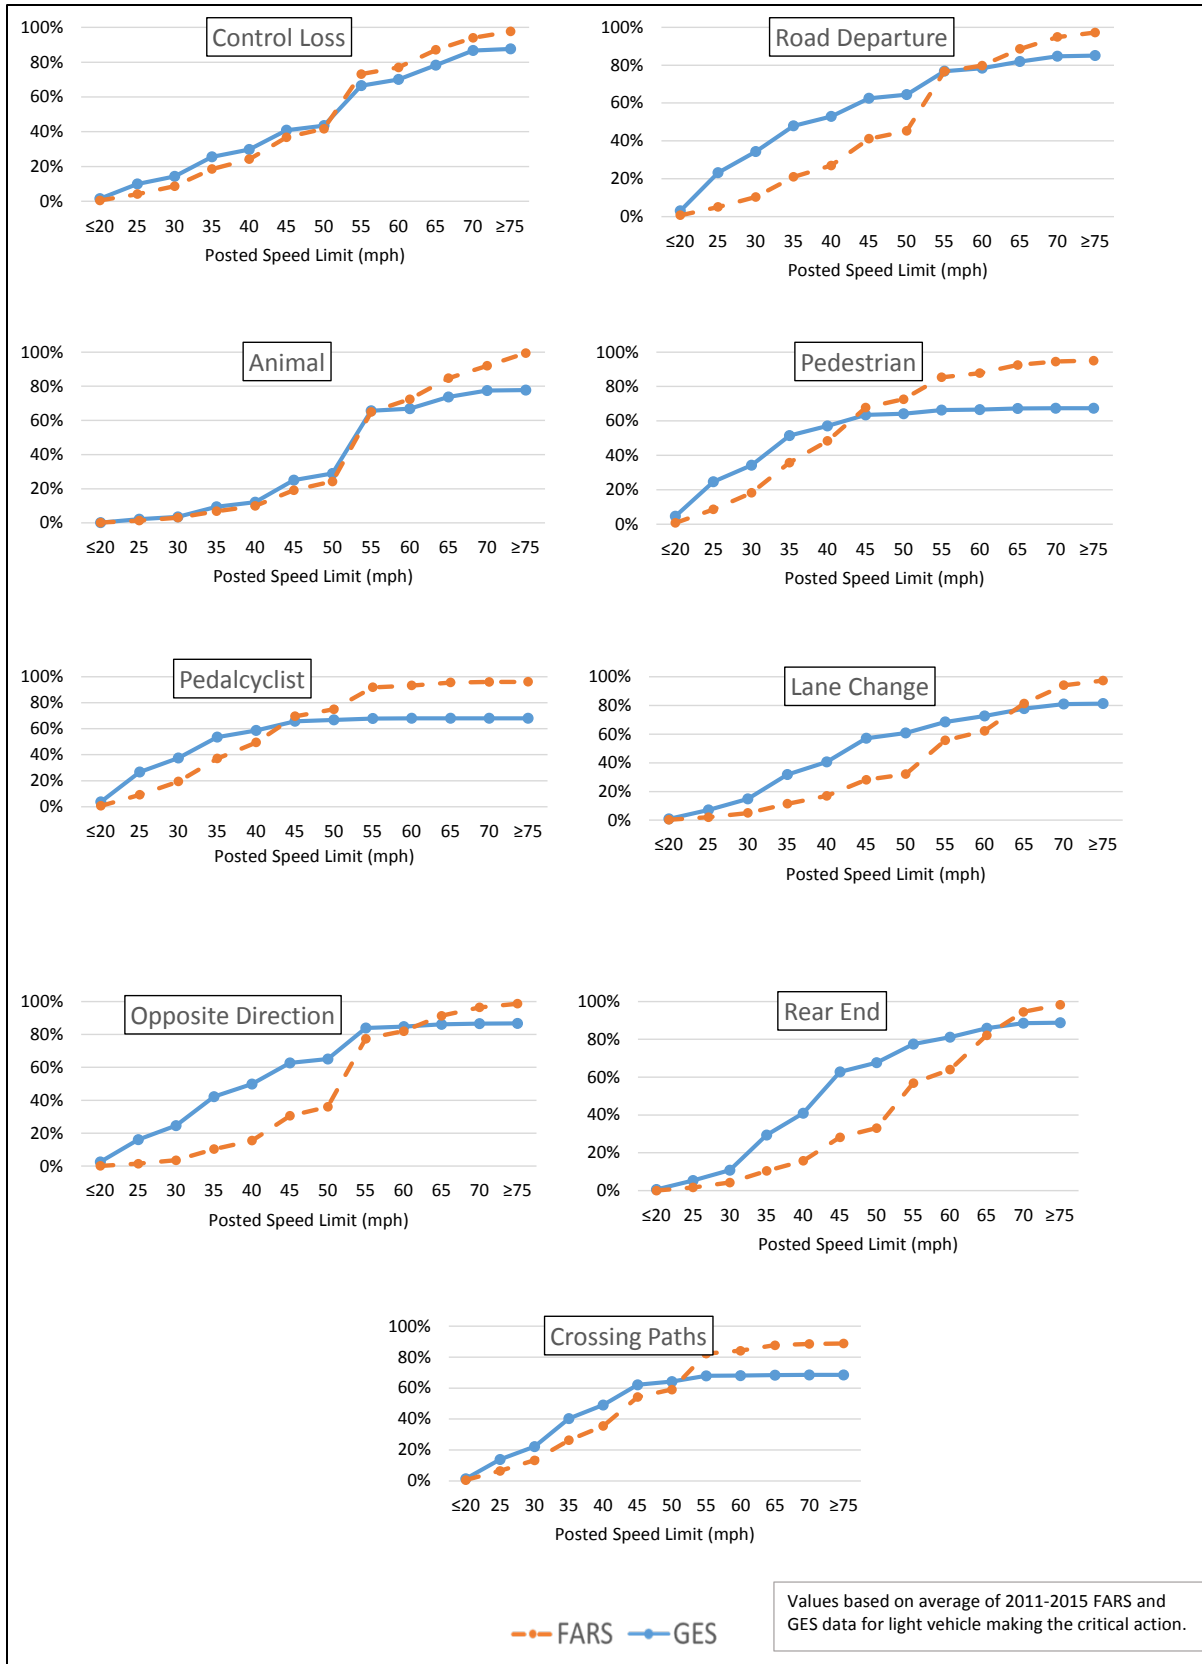 Control Loss
100%
80%
60%
40%
20%
0%
≤20 25 30 35 40 45 50 55 60 65 70 ≥75
Posted Speed Limit (mph)
Road Departure
100%
80%
60%
40%
20%
0%
≤20 25 30 35 40 45 50 55 60 65 70 ≥75
Posted Speed Limit (mph)
Animal
100%
80%
60%
40%
20%
0%
≤20 25 30 35 40 45 50 55 60 65 70 ≥75
Posted Speed Limit (mph)
Pedestrian
100%
80%
60%
40%
20%
0%
≤20 25 30 35 40 45 50 55 60 65 70 ≥75
Posted Speed Limit (mph)
Pedalcyclist
100%
80%
60%
40%
20%
0%
≤20 25 30 35 40 45 50 55 60 65 70 ≥75
Posted Speed Limit (mph)
Lane Change
100%
80%
60%
40%
20%
0%
≤20 25 30 35 40 45 50 55 60 65 70 ≥75
Posted Speed Limit (mph)
Opposite Direction
100%
80%
60%
40%
20%
0%
≤20 25 30 35 40 45 50 55 60 65 70 ≥75
Posted Speed Limit (mph)
Rear End
100%
80%
60%
40%
20%
0%
≤20 25 30 35 40 45 50 55 60 65 70 ≥75
Posted Speed Limit (mph)
Crossing Paths
100%
80%
60%
40%
20%
0%
≤20 25 30 35 40 45 50 55 60 65 70 ≥75
Posted Speed Limit (mph)
FARS GES
Values based on average of 2011-2015 FARS and
GES data for light vehicle making the critical action.